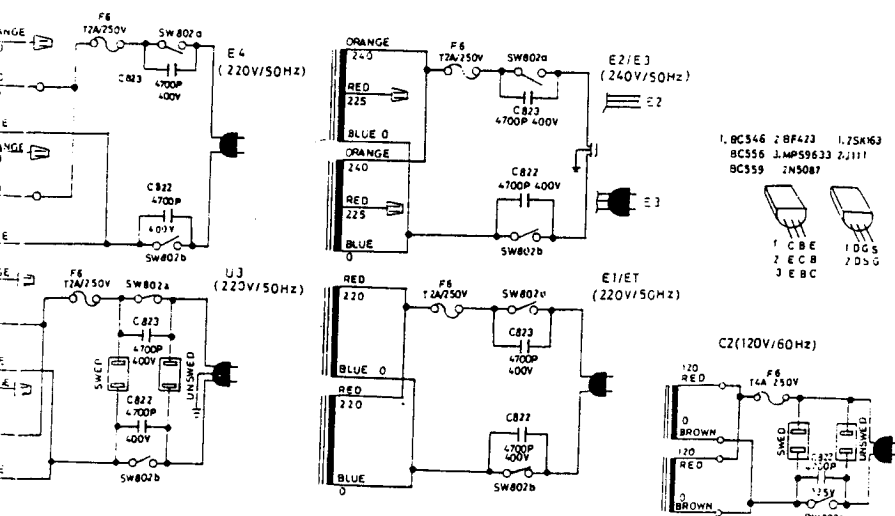 F6
T2A/250V
SW802a
C823
4700P
400V
E4
(220V/50Hz)
C822
4700P
400V
SW802b
ORANGE
240
RED
225
BLUE 0
ORANGE
240
RED
225
BLUE
0
F6
T2A/250V
SW802a
C823
4700P 400V
C822
4700P 400V
SW802b
E2/E3
(240V/50Hz)
E2
E3
1. BC546 2 BF423 1. 2SK163
BC556 3. MPS9633 2. J111
BC559 2N5087
1 C B E
2 E C B
3 E B C
1 D G S
2 D S G
F6
T2A/250V
SW802a
U3
(220V/50Hz)
C823
4700P
400V
SWED
UNSWED
C822
4700P
400V
SW802b
RED
220
BLUE 0
RED
220
BLUE
0
F6
T2A/250V
SW802a
C823
4700P
400V
C822
4700P
400V
SW802b
E1/ET
(220V/50Hz)
C2(120V/60Hz)
120
RED
0
BROWN
120
RED
0
BROWN
F6
T4A 250V
SWED
UNSWED
C822
4700P
125V